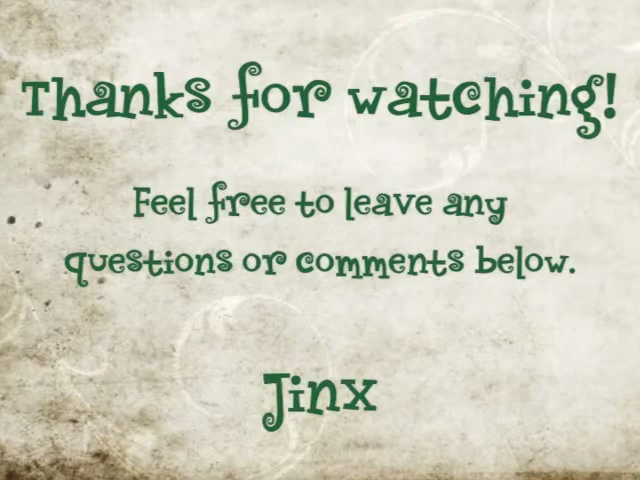 Thanks for watching!
Feel free to leave any
questions or comments below.
Jinx